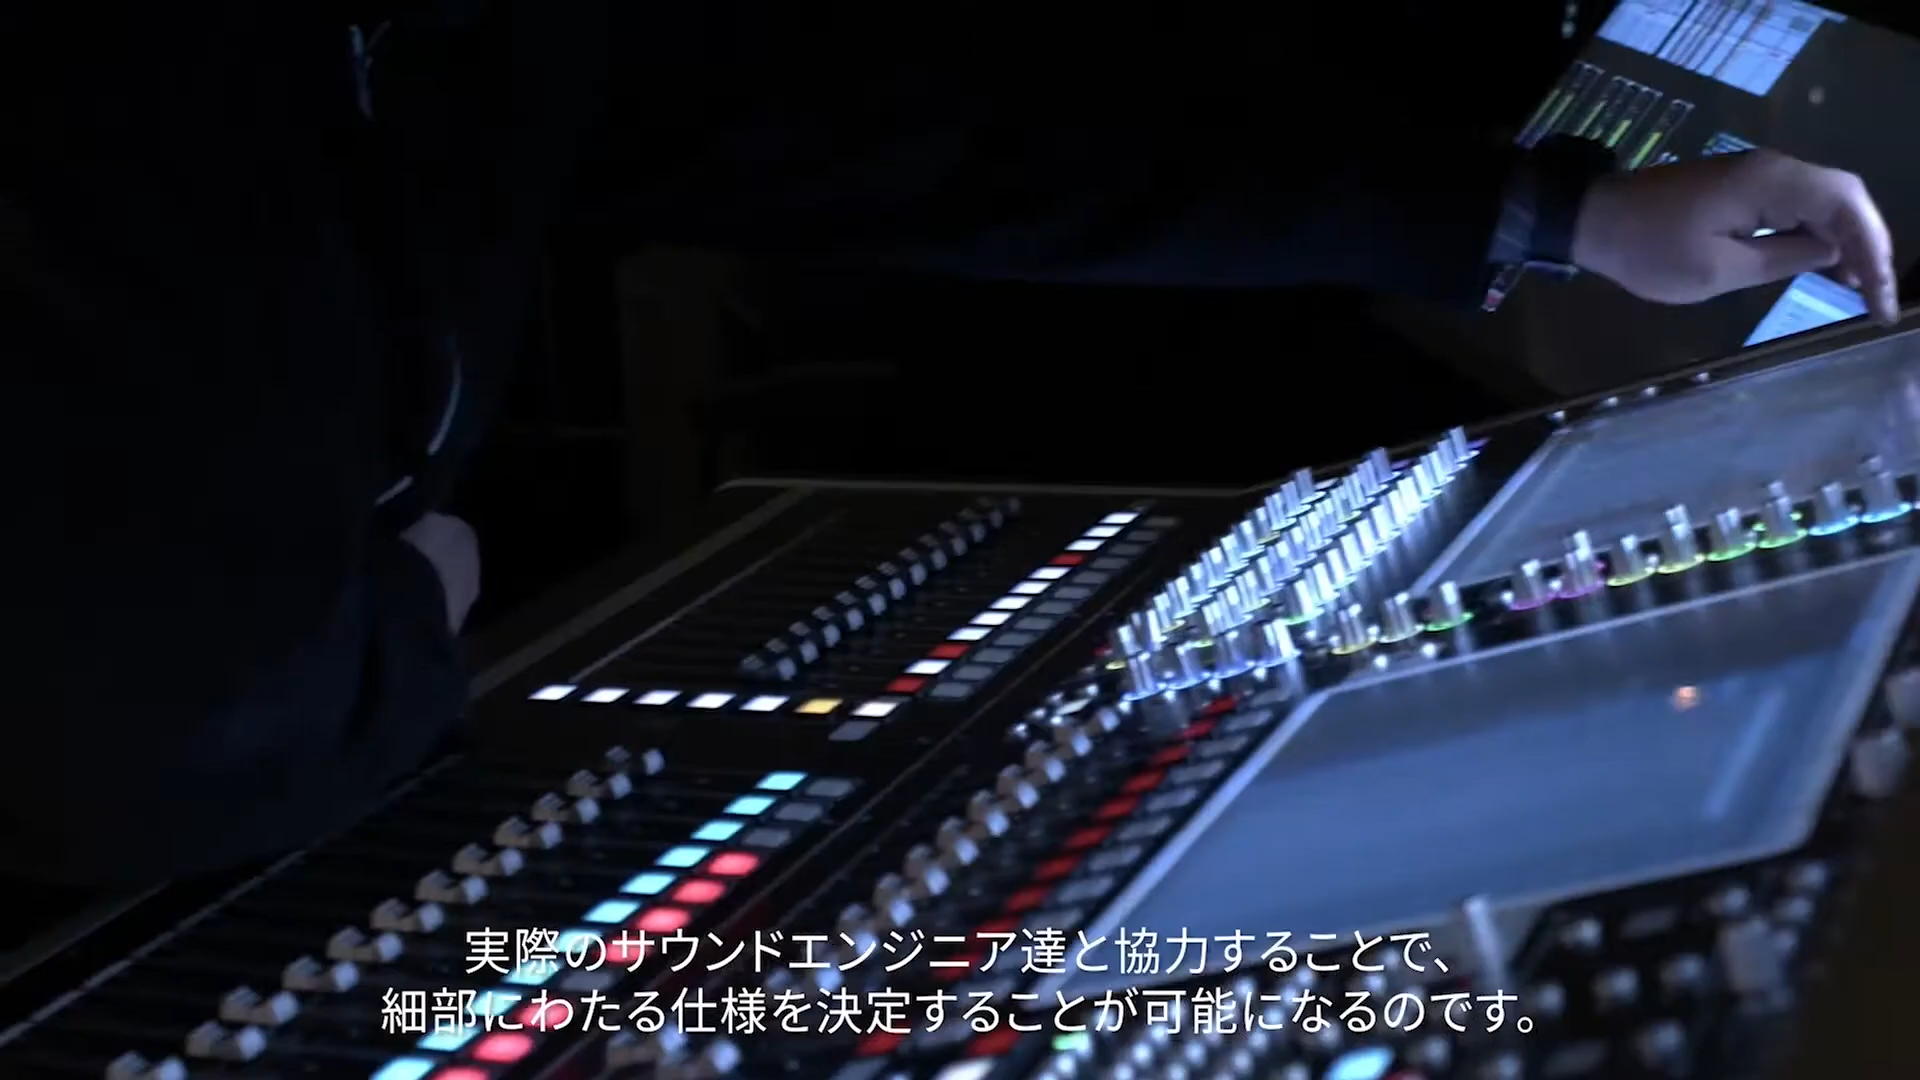 実際のサウンドエンジニア達と協力することで、
細部にわたる仕様を決定することが可能になるのです。